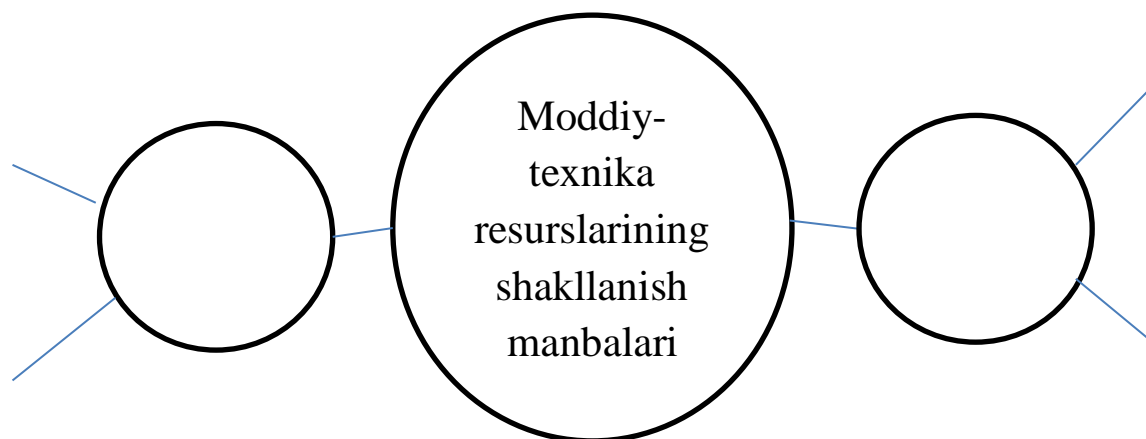 Moddiy-
texnika
resurslarining
shakllanish
manbalari